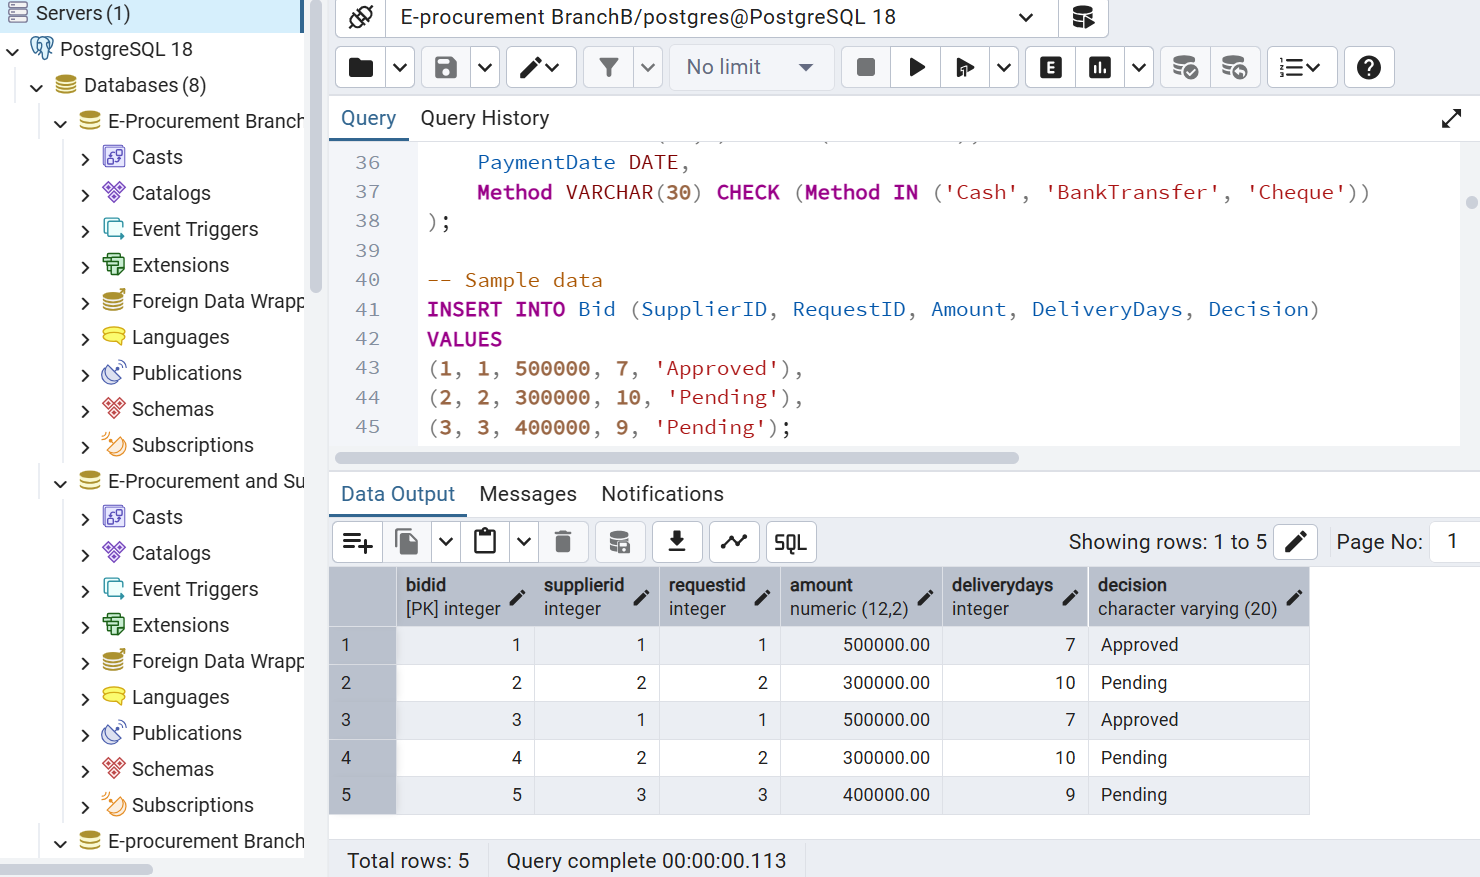 Servers (1)
PostgreSQL 18
Databases (8)
E-Procurement Branch
Casts
Catalogs
Event Triggers
Extensions
Foreign Data Wrapp
Languages
Publications
Schemas
Subscriptions
E-Procurement and Su
Casts
Catalogs
Event Triggers
Extensions
Foreign Data Wrapp
Languages
Publications
Schemas
Subscriptions
E-procurement Branch
E-procurement BranchB/postgres@PostgreSQL 18
No limit
E
Query Query History
36 PaymentDate DATE,
37 Method VARCHAR(30) CHECK (Method IN ('Cash', 'BankTransfer', 'Cheque'))
38 );
39
40 -- Sample data
41 INSERT INTO Bid (SupplierID, RequestID, Amount, DeliveryDays, Decision)
42 VALUES
43 (1, 1, 500000, 7, 'Approved'),
44 (2, 2, 300000, 10, 'Pending'),
45 (3, 3, 400000, 9, 'Pending');
Data Output Messages Notifications
SQL Showing rows: 1 to 5 Page No: 1
bidid supplierid requestid amount deliverydays decision
[PK] integer integer integer numeric (12,2) integer character varying (20)
1 1 1 1 500000.00 7 Approved
2 2 2 2 300000.00 10 Pending
3 3 1 1 500000.00 7 Approved
4 4 2 2 300000.00 10 Pending
5 5 3 3 400000.00 9 Pending
Total rows: 5 Query complete 00:00:00.113